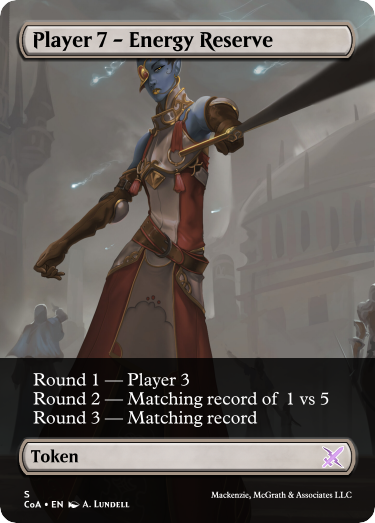 Player 7 – Energy Reserve
Round 1 — Player 3
Round 2 — Matching record of 1 vs 5
Round 3 — Matching record
Token
S
CoA • EN A. Lundell
Mackenzie, McGrath & Associates LLC